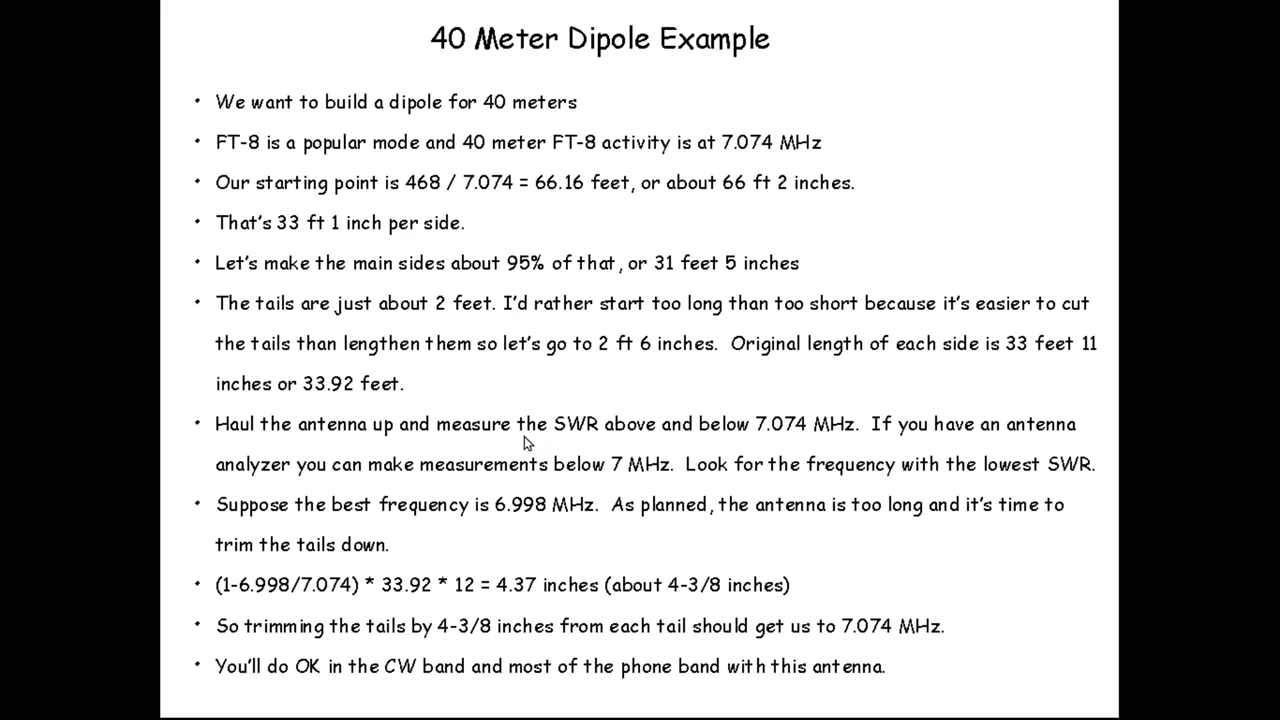 40 Meter Dipole Example
• We want to build a dipole for 40 meters
• FT-8 is a popular mode and 40 meter FT-8 activity is at 7.074 MHz
• Our starting point is 468 / 7.074 = 66.16 feet, or about 66 ft 2 inches.
• That's 33 ft 1 inch per side.
• Let's make the main sides about 95% of that, or 31 feet 5 inches
• The tails are just about 2 feet. I'd rather start too long than too short because it's easier to cut
the tails than lengthen them so let's go to 2 ft 6 inches. Original length of each side is 33 feet 11
inches or 33.92 feet.
• Haul the antenna up and measure the SWR above and below 7.074 MHz. If you have an antenna
analyzer you can make measurements below 7 MHz. Look for the frequency with the lowest SWR.
• Suppose the best frequency is 6.998 MHz. As planned, the antenna is too long and it's time to
trim the tails down.
• (1-6.998/7.074) * 33.92 * 12 = 4.37 inches (about 4-3/8 inches)
• So trimming the tails by 4-3/8 inches from each tail should get us to 7.074 MHz.
• You'll do OK in the CW band and most of the phone band with this antenna.